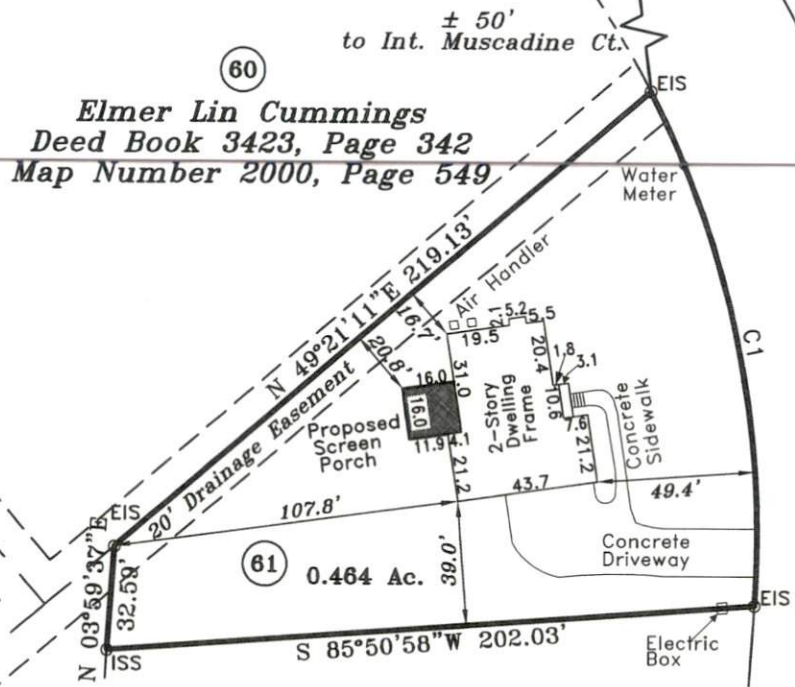 ± 50'
to Int. Muscadine Ct.
60
Elmer Lin Cummings
Deed Book 3423, Page 342
Map Number 2000, Page 549
EIS
Water
Meter
N 49°21'11"E 219.13'
Air Handler
16.7'
20.8'
2.1
5.2
5.5
19.5
20.4
1.8
3.1
C1
31.0
16.0
16.0
2-Story
Dwelling
Frame
10.6
7.6
Concrete
Sidewalk
Proposed
Screen
Porch
11.9
4.1
21.2
21.2
20' Drainage Easement
43.7
49.4'
107.8'
EIS
N 03°59'37"E
32.59'
61
0.464 Ac.
39.0'
Concrete
Driveway
EIS
ISS
S 85°50'58"W 202.03'
Electric
Box